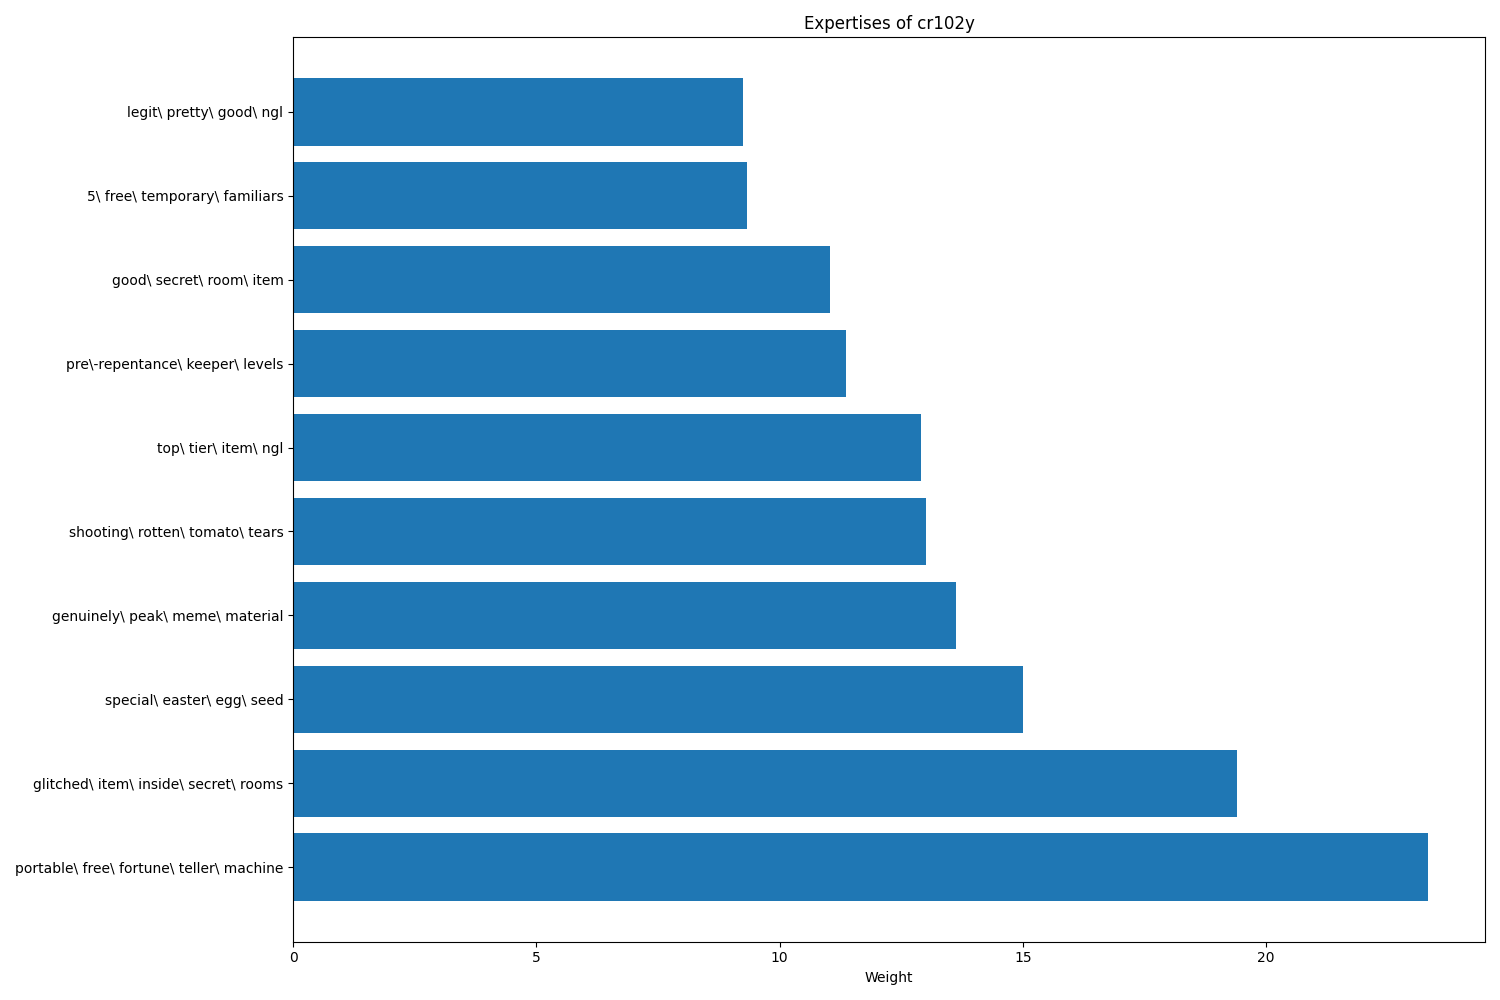 Expertises of cr102y
legit\ pretty\ good\ ngl
5\ free\ temporary\ familiars
good\ secret\ room\ item
pre\-repentance\ keeper\ levels
top\ tier\ item\ ngl
shooting\ rotten\ tomato\ tears
genuinely\ peak\ meme\ material
special\ easter\ egg\ seed
glitched\ item\ inside\ secret\ rooms
portable\ free\ fortune\ teller\ machine
0 5 10 15 20
Weight